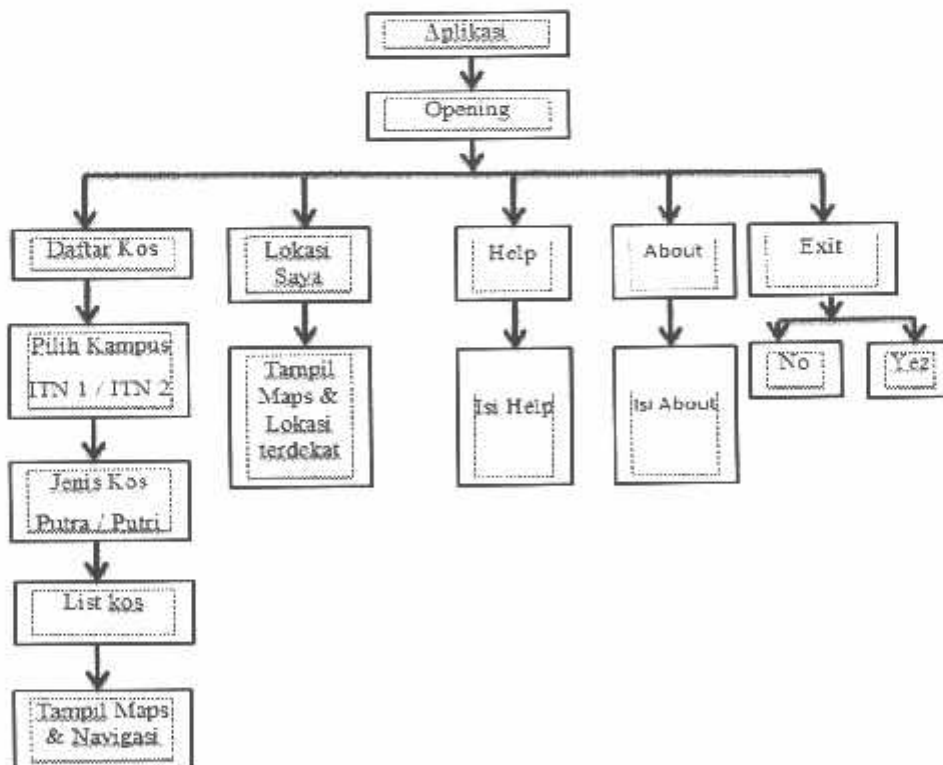 Aplikasi
Opening
Daftar Kos
Lokasi
Saya
Help
About
Exit
Pilih Kampus
ITN 1 / ITN 2
Tampil
Maps &
Lokasi
terdekat
Isi Help
Isi About
No
Yez
Jenis Kos
Putra / Putri
List kos
Tampil Maps
& Navigasi